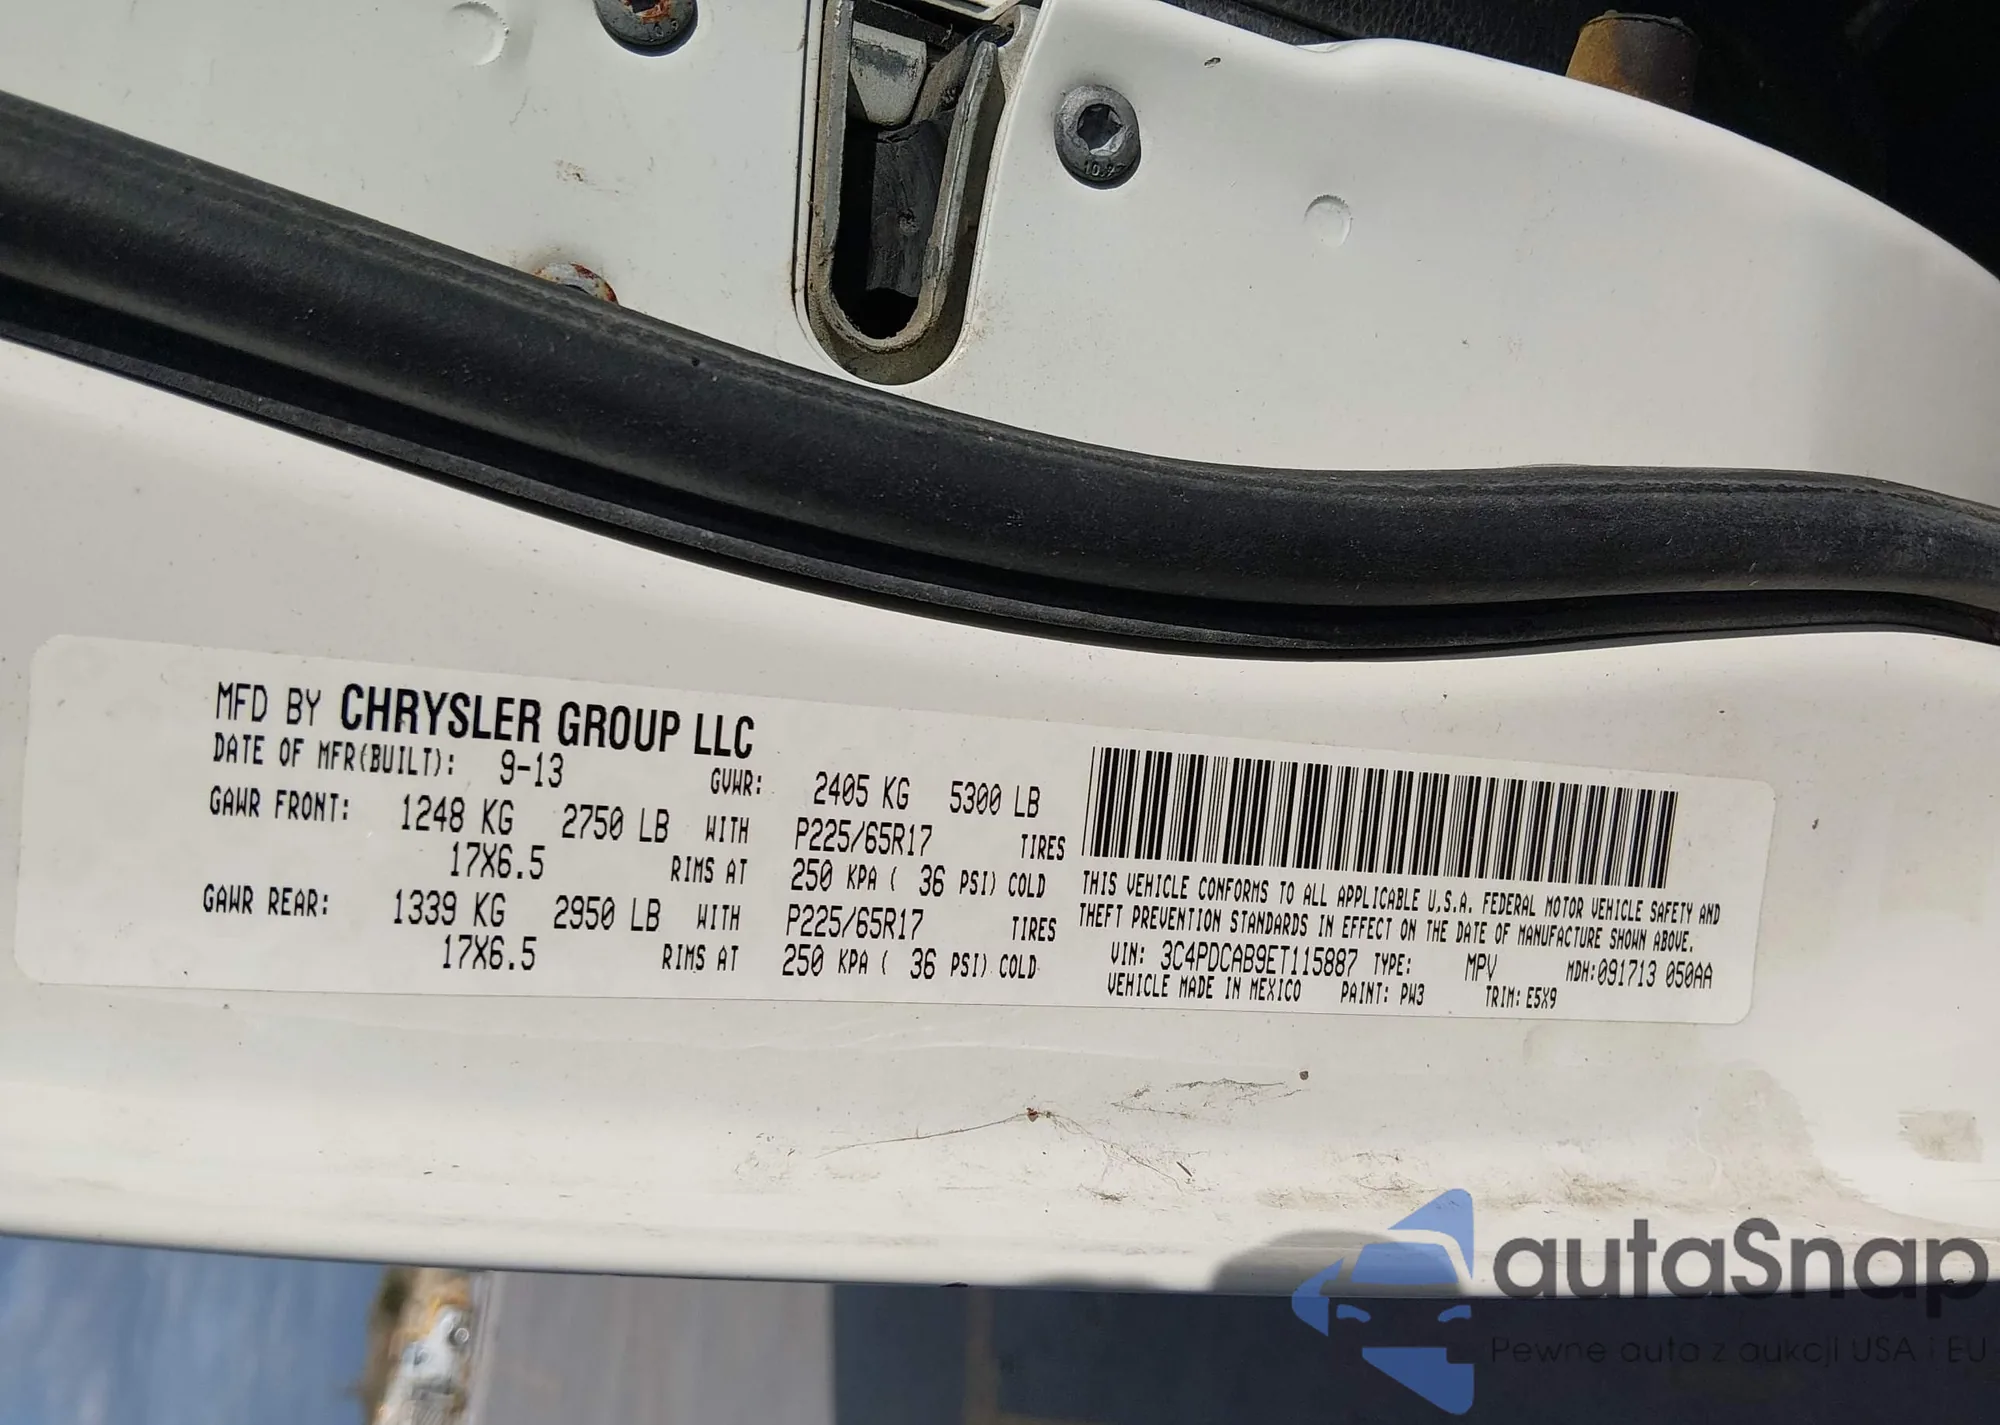 10.9
MFD BY CHRYSLER GROUP LLC
DATE OF MFR(BUILT): 9-13 GVWR: 2405 KG 5300 LB
GAWR FRONT: 1248 KG 2750 LB WITH P225/65R17 TIRES
17X6.5 RIMS AT 250 KPA ( 36 PSI) COLD
GAWR REAR: 1339 KG 2950 LB WITH P225/65R17 TIRES
17X6.5 RIMS AT 250 KPA ( 36 PSI) COLD
THIS VEHICLE CONFORMS TO ALL APPLICABLE U.S.A. FEDERAL MOTOR VEHICLE SAFETY AND
THEFT PREVENTION STANDARDS IN EFFECT ON THE DATE OF MANUFACTURE SHOWN ABOVE.
VIN: 3C4PDCAB9ET115887 TYPE: MPV MDH:091713 050AA
VEHICLE MADE IN MEXICO PAINT: PW3 TRIM: E5X9
autaSnap
Pewne auta z aukcji USA i EU